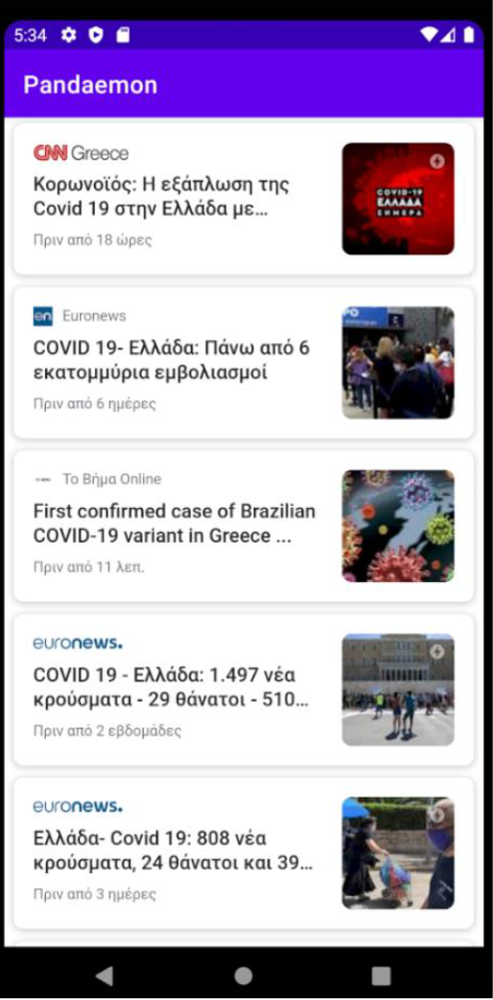 5:34
Pandaemon
CNN Greece
Κορωνοϊός: Η εξάπλωση της
Covid 19 στην Ελλάδα με...
Πριν από 18 ώρες
COVID-19
ΕΛΛΑΔΑ
ΣΗΜΕΡΑ
en Euronews
COVID 19- Ελλάδα: Πάνω από 6
εκατομμύρια εμβολιασμοί
Πριν από 6 ημέρες
Το Βήμα Online
First confirmed case of Brazilian
COVID-19 variant in Greece ...
Πριν από 11 λεπ.
euronews.
COVID 19 - Ελλάδα: 1.497 νέα
κρούσματα - 29 θάνατοι - 510...
Πριν από 2 εβδομάδες
euronews.
Ελλάδα- Covid 19: 808 νέα
κρούσματα, 24 θάνατοι και 39...
Πριν από 3 ημέρες